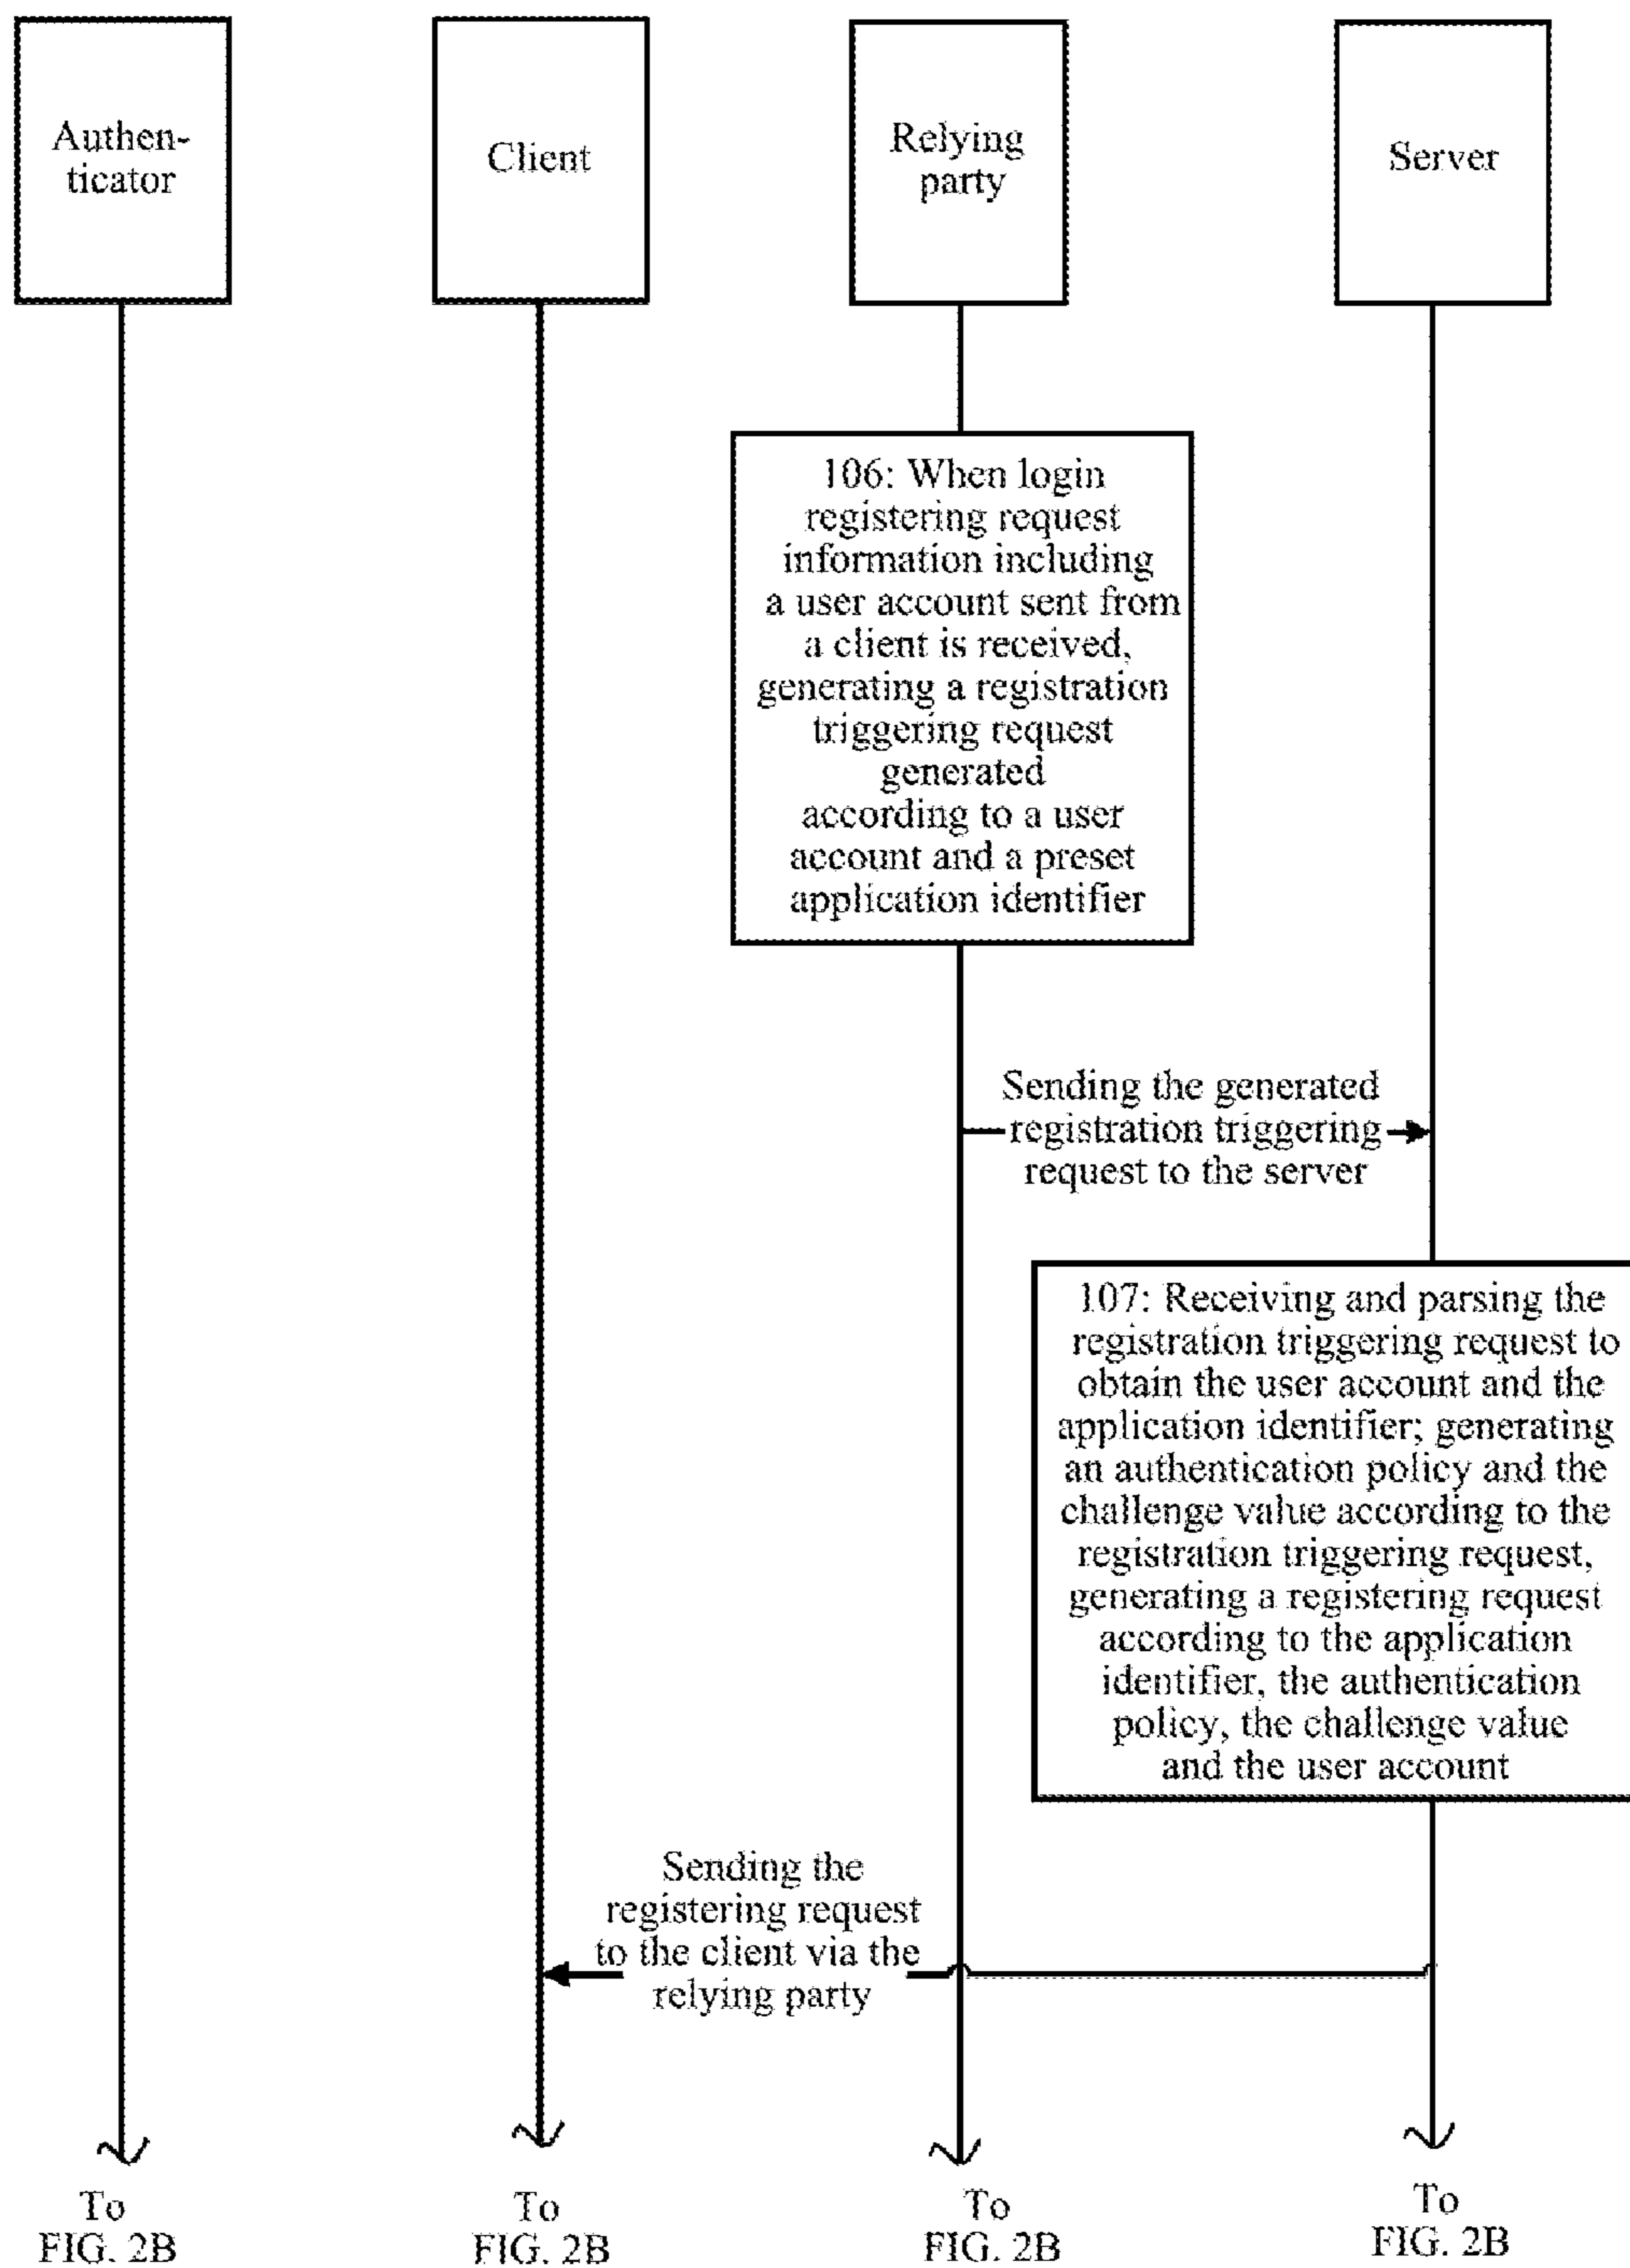 Authen-
ticator
Client
Relying
party
Server
106: When login
registering request
information including
a user account sent from
a client is received,
generating a registration
triggering request
generated
according to a user
account and a preset
application identifier
Sending the generated
registration triggering
request to the server
107: Receiving and parsing the
registration triggering request to
obtain the user account and the
application identifier; generating
an authentication policy and the
challenge value according to the
registration triggering request,
generating a registering request
according to the application
identifier, the authentication
policy, the challenge value
and the user account
Sending the
registering request
to the client via the
relying party
To
FIG. 2B
To
FIG. 2B
To
FIG. 2B
To
FIG. 2B